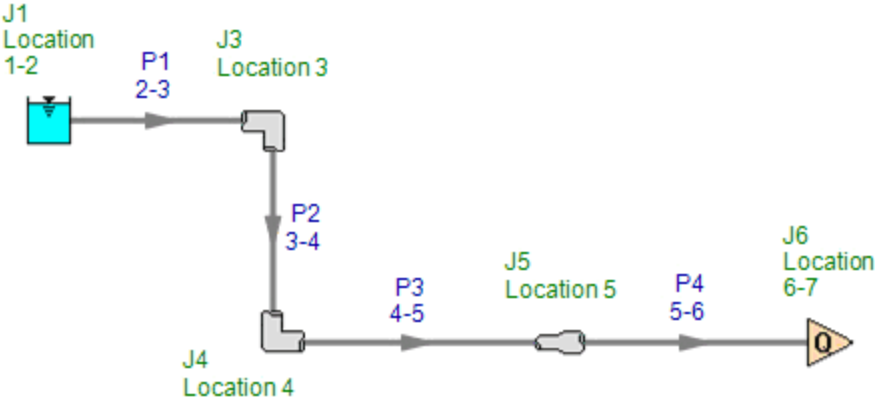 J1
Location
1-2
P1
2-3
J3
Location 3
P2
3-4
J4
Location 4
P3
4-5
J5
Location 5
P4
5-6
J6
Location
6-7
Q